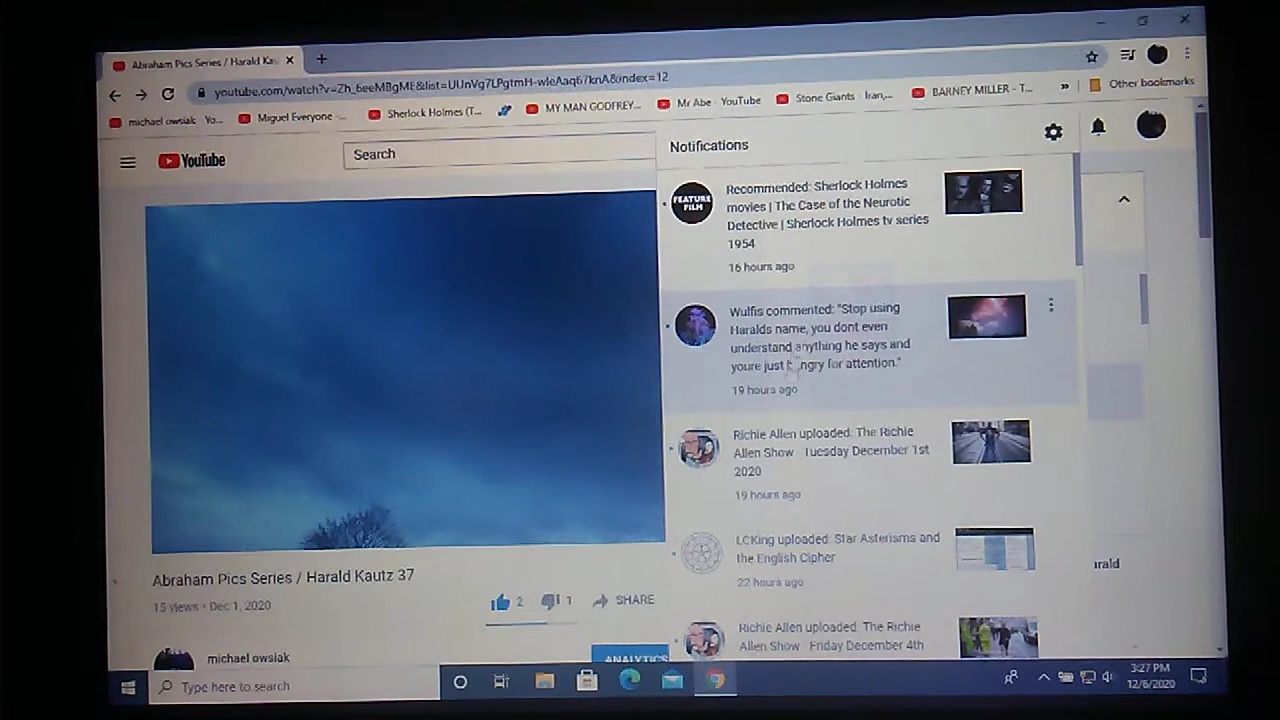 Abraham Pics Series / Harald Kau
youtube.com/watch?v=Zh_6eeMBgME&list=UUnVg7LPgtmH-wleAaq67knA&index=12
michael owsiak Yo...
Miguel Everyone -...
Sherlock Holmes (T...
MY MAN GODFREY...
Mr Abe - YouTube
Stone Giants Iran,...
BARNEY MILLER - T...
»
Other bookmarks
YouTube
Search
Notifications
FEATURE
FILM
Recommended: Sherlock Holmes
movies | The Case of the Neurotic
Detective | Sherlock Holmes tv series
1954
16 hours ago
Wulfis commented: "Stop using
Haralds name, you dont even
understand anything he says and
youre just hungry for attention."
19 hours ago
Richie Allen uploaded: The Richie
Allen Show Tuesday December 1st
2020
19 hours ago
LCKing uploaded: Star Asterisms and
the English Cipher
22 hours ago
Richie Allen uploaded: The Richie
Allen Show Friday December 4th
arald
Abraham Pics Series / Harald Kautz 37
15 views • Dec 1, 2020
2
1
SHARE
michael owsiak
ANALYTICS
Type here to search
3:27 PM
12/6/2020